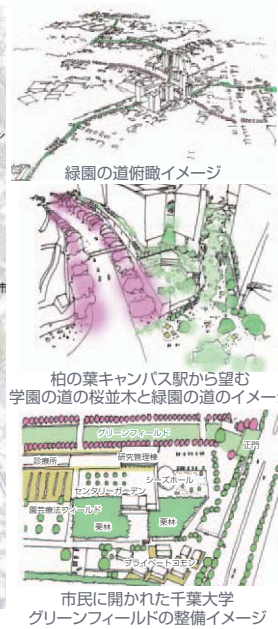 緑園の道俯瞰イメージ
柏の葉キャンパス駅から望む
学園の道の桜並木と緑園の道のイメー
グリーンフィールド
正門
診療所
研究管理棟
シーズホール
センタリーガーデン
園芸療法フィールド
栗林
栗林
プライベートコモン
市民に開かれた千葉大学
グリーンフィールドの整備イメージ